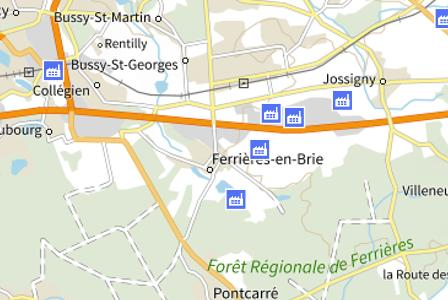 Bussy-St-Martin
Rentilly
Bussy-St-Georges
Jossigny
Collégien
ubourg
Ferrières-en-Brie
Villeneu
Forêt Régionale de Ferrières
la Route des
Pontcarré